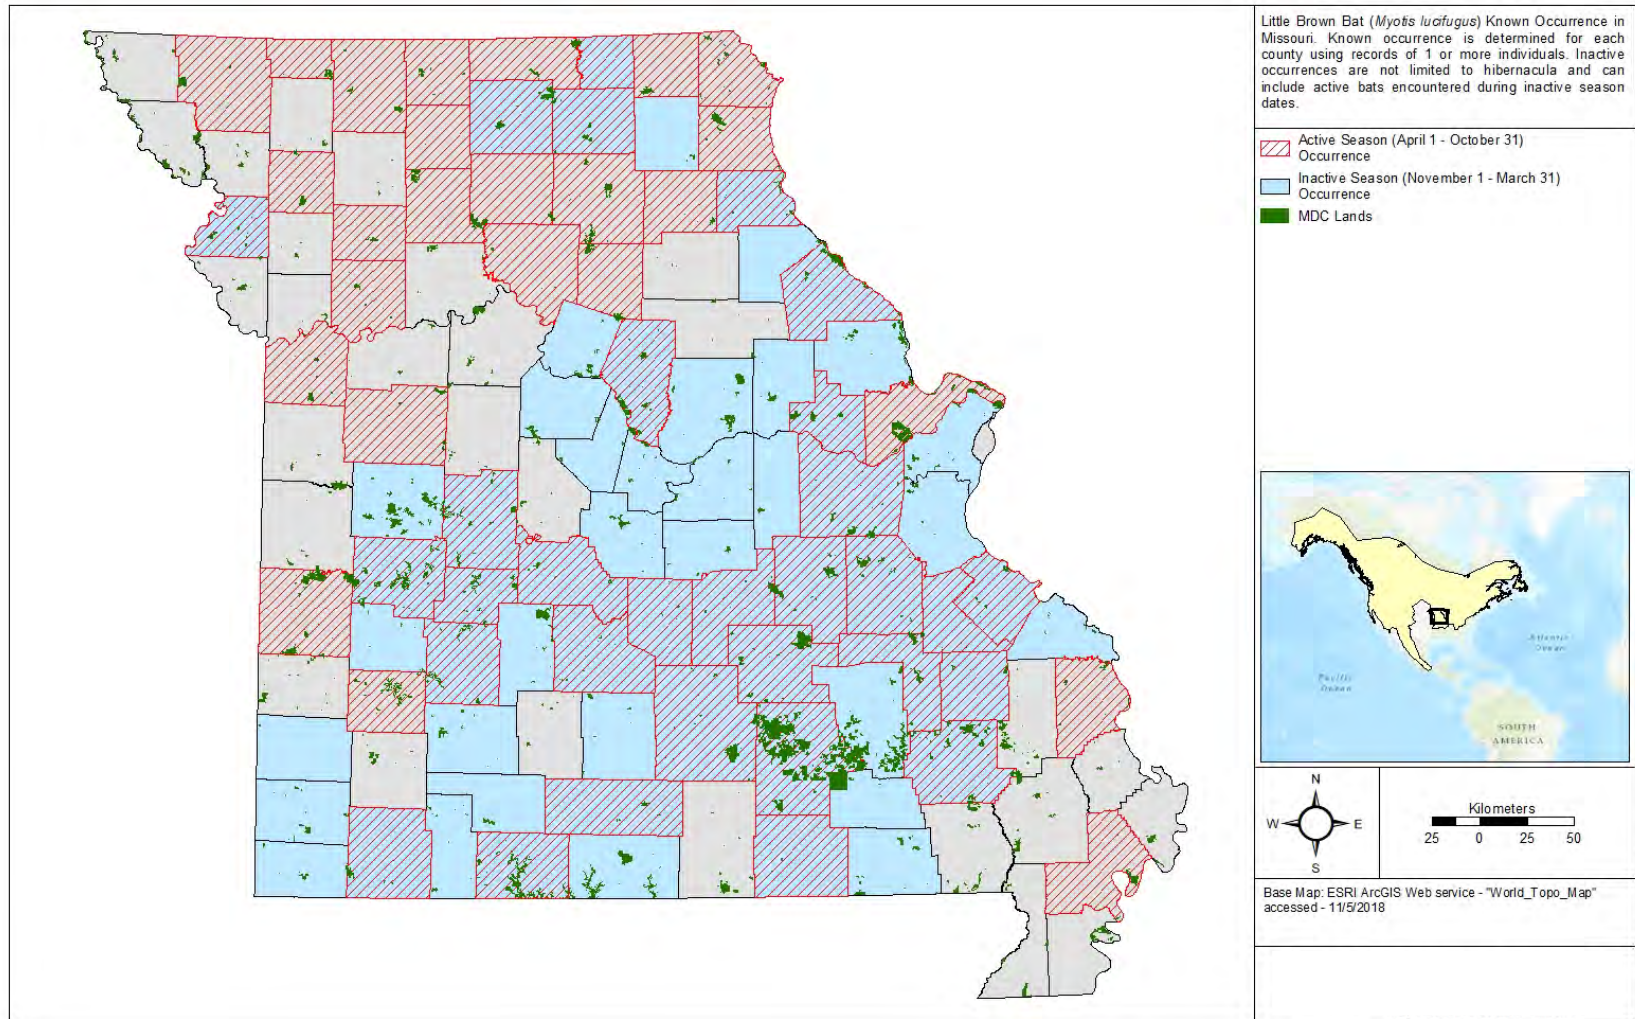 Little Brown Bat (Myotis lucifugus) Known Occurrence in
Missouri. Known occurrence is determined for each
county using records of 1 or more individuals. Inactive
occurrences are not limited to hibernacula and can
include active bats encountered during inactive season
dates.
Active Season (April 1 - October 31)
Occurrence
Inactive Season (November 1 - March 31)
Occurrence
MDC Lands
Atlantic
Ocean
Pacific
Ocean
SOUTH
AMERICA
N
W E
S
Kilometers
25 0 25 50
Base Map: ESRI ArcGIS Web service - "World_Topo_Map"
accessed - 11/5/2018